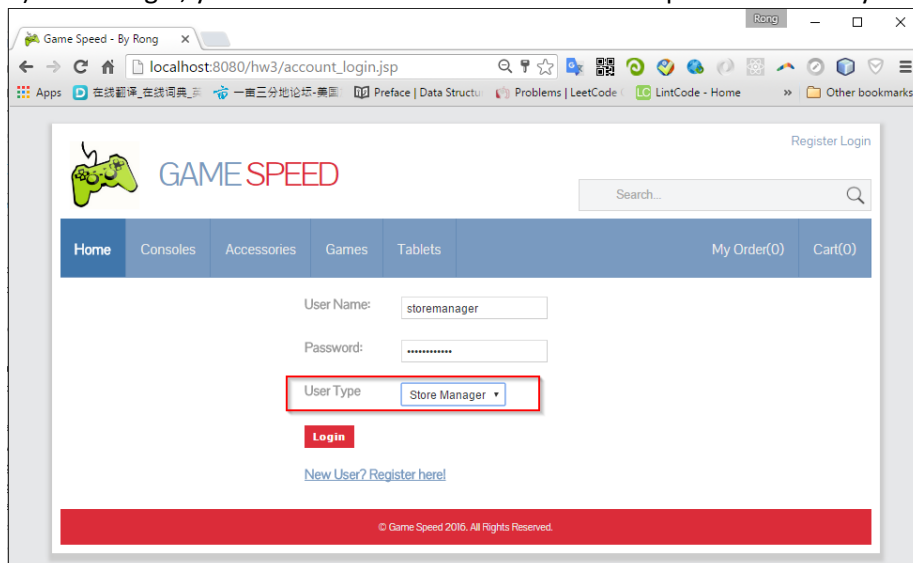 Rong
Game Speed - By Rong
localhost:8080/hw3/account_login.jsp
Apps 在线翻译_在线词典_ 一亩三分地论坛-美国 Preface | Data Structu Problems | LeetCode LintCode - Home » Other bookmarks
Register Login
GAME SPEED
Search...
Home Consoles Accessories Games Tablets My Order(0) Cart(0)
User Name: storemanager
Password: ••••••••••••
User Type Store Manager
Login
New User? Register here!
© Game Speed 2016. All Rights Reserved.